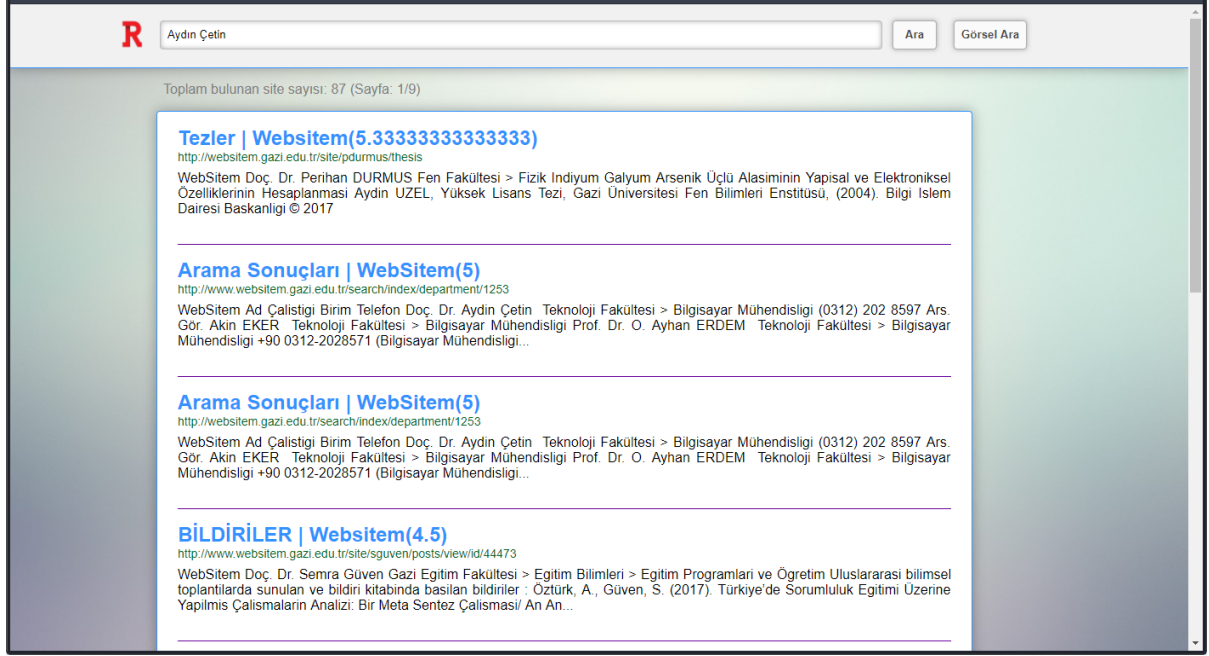 R
Aydın Çetin
Ara
Görsel Ara
Toplam bulunan site sayısı: 87 (Sayfa: 1/9)
Tezler | Websitem(5.33333333333333)
http://websitem.gazi.edu.tr/site/pdurmus/thesis
WebSitem Doç. Dr. Perihan DURMUS Fen Fakültesi > Fizik Indiyum Galyum Arsenik Üçlü Alasiminin Yapisal ve Elektroniksel
Özelliklerinin Hesaplanmasi Aydin UZEL, Yüksek Lisans Tezi, Gazi Üniversitesi Fen Bilimleri Enstitüsü, (2004). Bilgi Islem
Dairesi Baskanligi © 2017
Arama Sonuçları | WebSitem(5)
http://www.websitem.gazi.edu.tr/search/index/department/1253
WebSitem Ad Çalistigi Birim Telefon Doç. Dr. Aydin Çetin Teknoloji Fakültesi > Bilgisayar Mühendisligi (0312) 202 8597 Ars.
Gör. Akin EKER Teknoloji Fakültesi > Bilgisayar Mühendisligi Prof. Dr. O. Ayhan ERDEM Teknoloji Fakültesi > Bilgisayar
Mühendisligi +90 0312-2028571 (Bilgisayar Mühendisligi...
Arama Sonuçları | WebSitem(5)
http://websitem.gazi.edu.tr/search/index/department/1253
WebSitem Ad Çalistigi Birim Telefon Doç. Dr. Aydin Çetin Teknoloji Fakültesi > Bilgisayar Mühendisligi (0312) 202 8597 Ars.
Gör. Akin EKER Teknoloji Fakültesi > Bilgisayar Mühendisligi Prof. Dr. O. Ayhan ERDEM Teknoloji Fakültesi > Bilgisayar
Mühendisligi +90 0312-2028571 (Bilgisayar Mühendisligi...
BİLDİRİLER | Websitem(4.5)
http://www.websitem.gazi.edu.tr/site/sguven/posts/view/id/44473
WebSitem Doç. Dr. Semra Güven Gazi Egitim Fakültesi > Egitim Bilimleri > Egitim Programlari ve Ögretim Uluslararasi bilimsel
toplantilarda sunulan ve bildiri kitabinda basilan bildiriler : Öztürk, A., Güven, S. (2017). Türkiye'de Sorumluluk Egitimi Üzerine
Yapilmis Çalismalarin Analizi: Bir Meta Sentez Çalismasi/ An An...